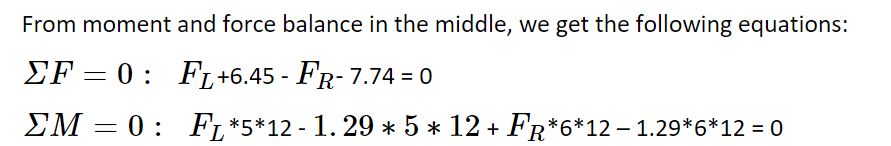 From moment and force balance in the middle, we get the following equations:
ΣF = 0 : F_L+6.45 - F_R- 7.74 = 0
ΣM = 0 : F_L*5*12 - 1.29 * 5 * 12 + F_R*6*12 – 1.29*6*12 = 0